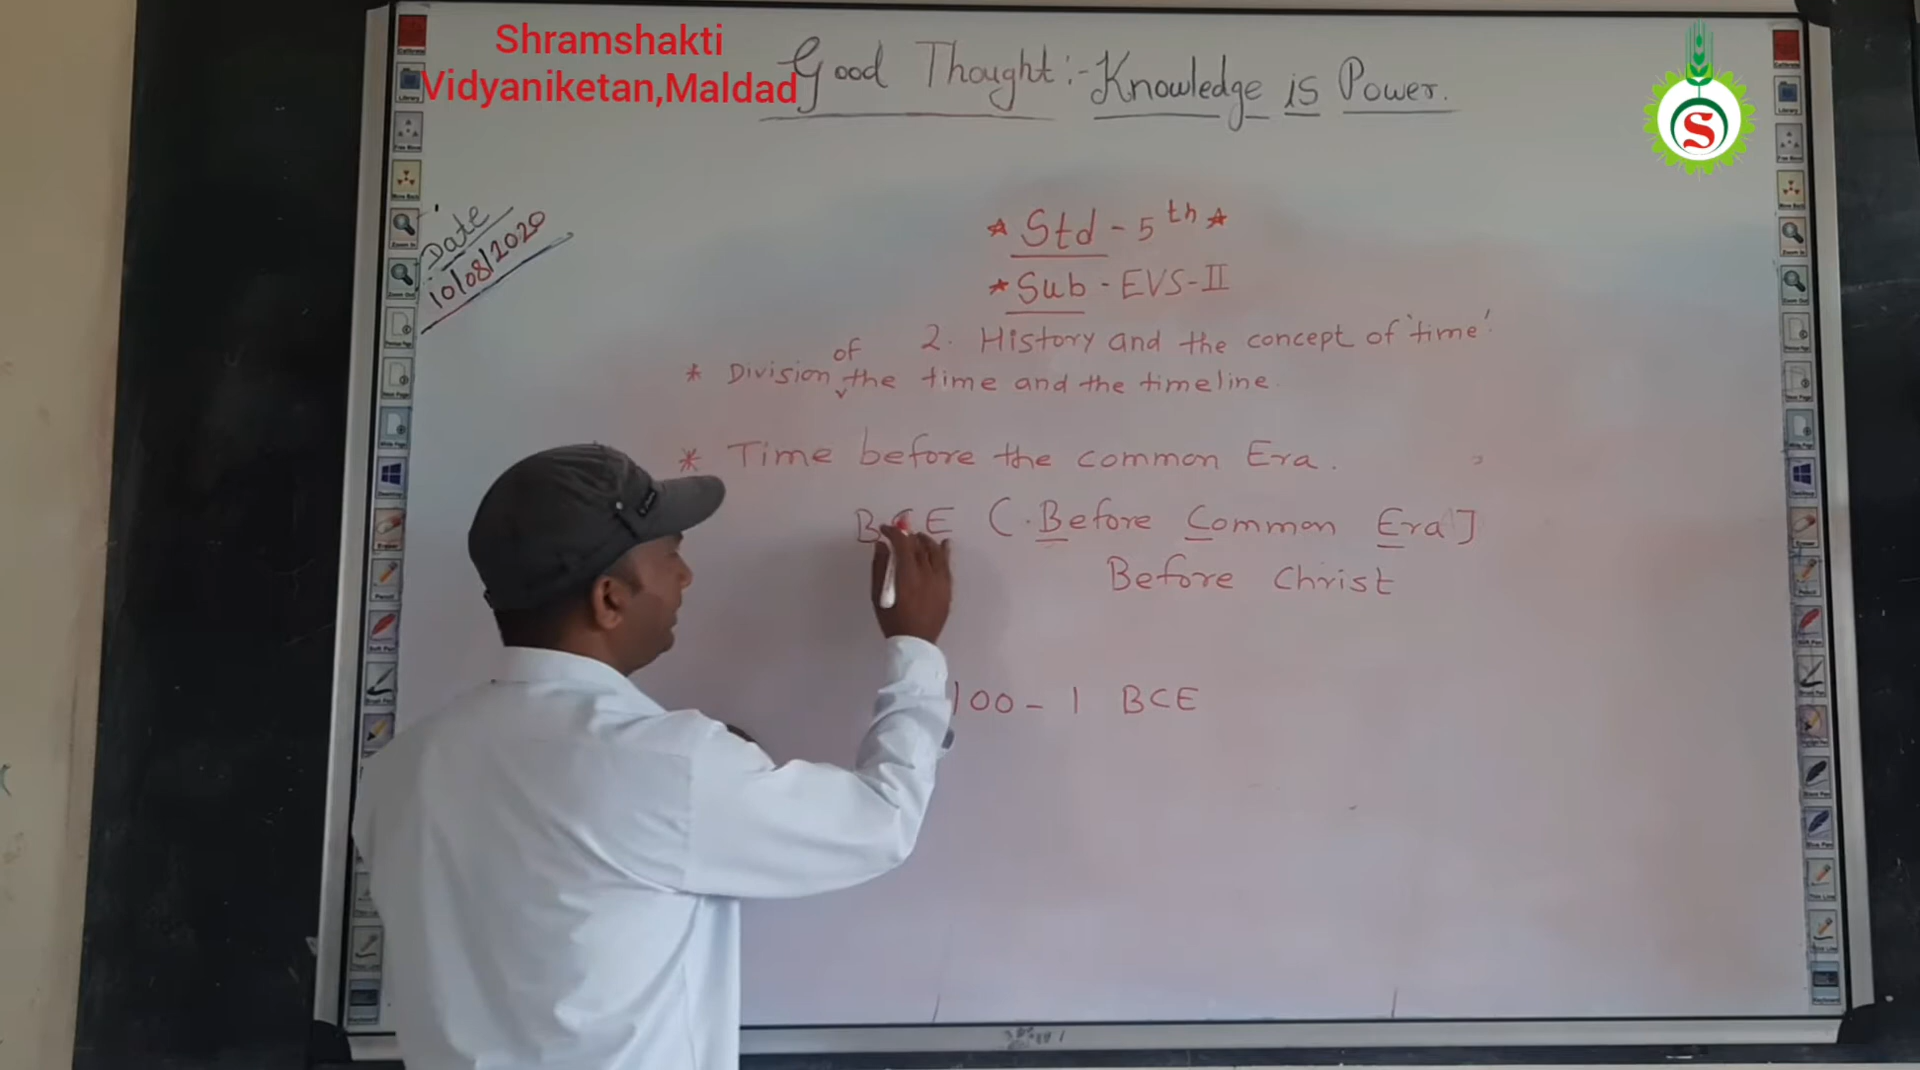 Shramshakti
Vidyaniketan,Maldad
Good Thought:- Knowledge is Power.
S
Date
10/08/2020
* Std - 5th *
* Sub - EVS-II
2. History and the concept of 'time'.
of
* Division the time and the timeline.
* Time before the common Era.
BCE (. Before Common Era]
Before Christ
100 - 1 BCE